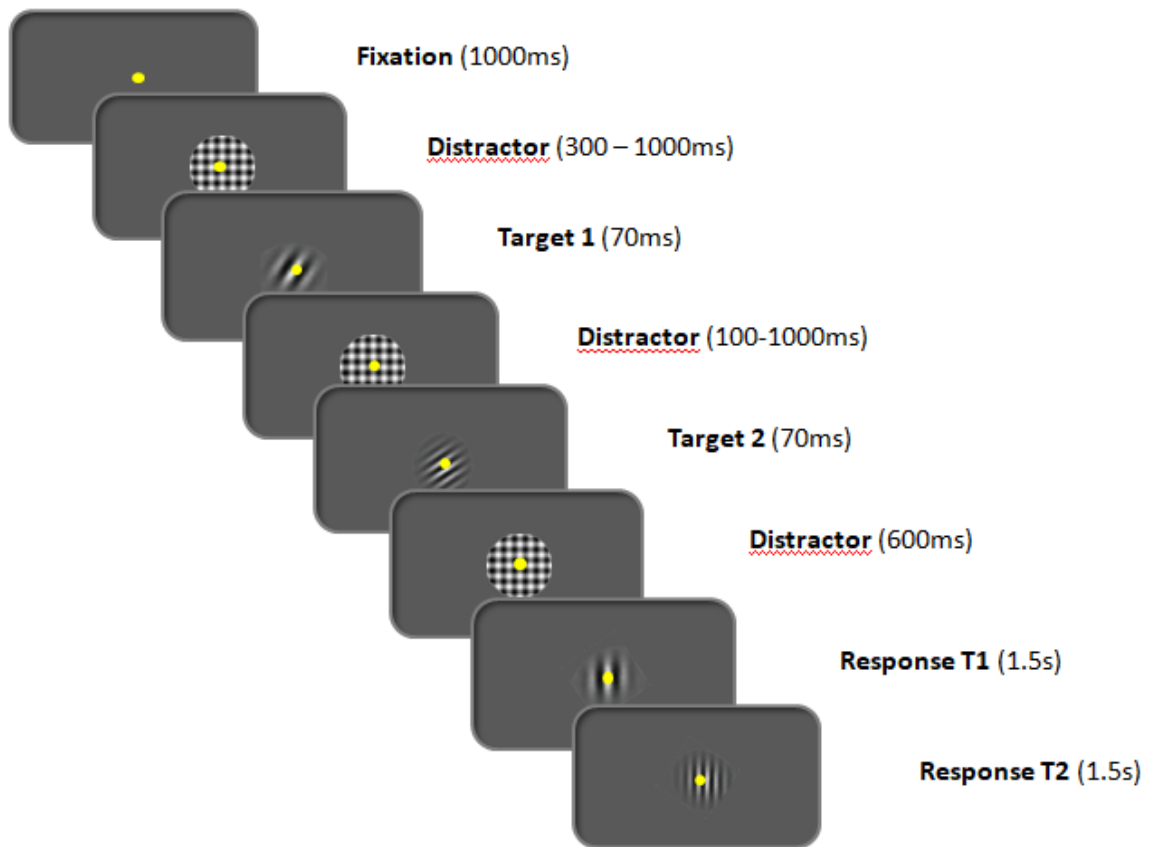 Fixation (1000ms)
Distractor (300 – 1000ms)
Target 1 (70ms)
Distractor (100-1000ms)
Target 2 (70ms)
Distractor (600ms)
Response T1 (1.5s)
Response T2 (1.5s)